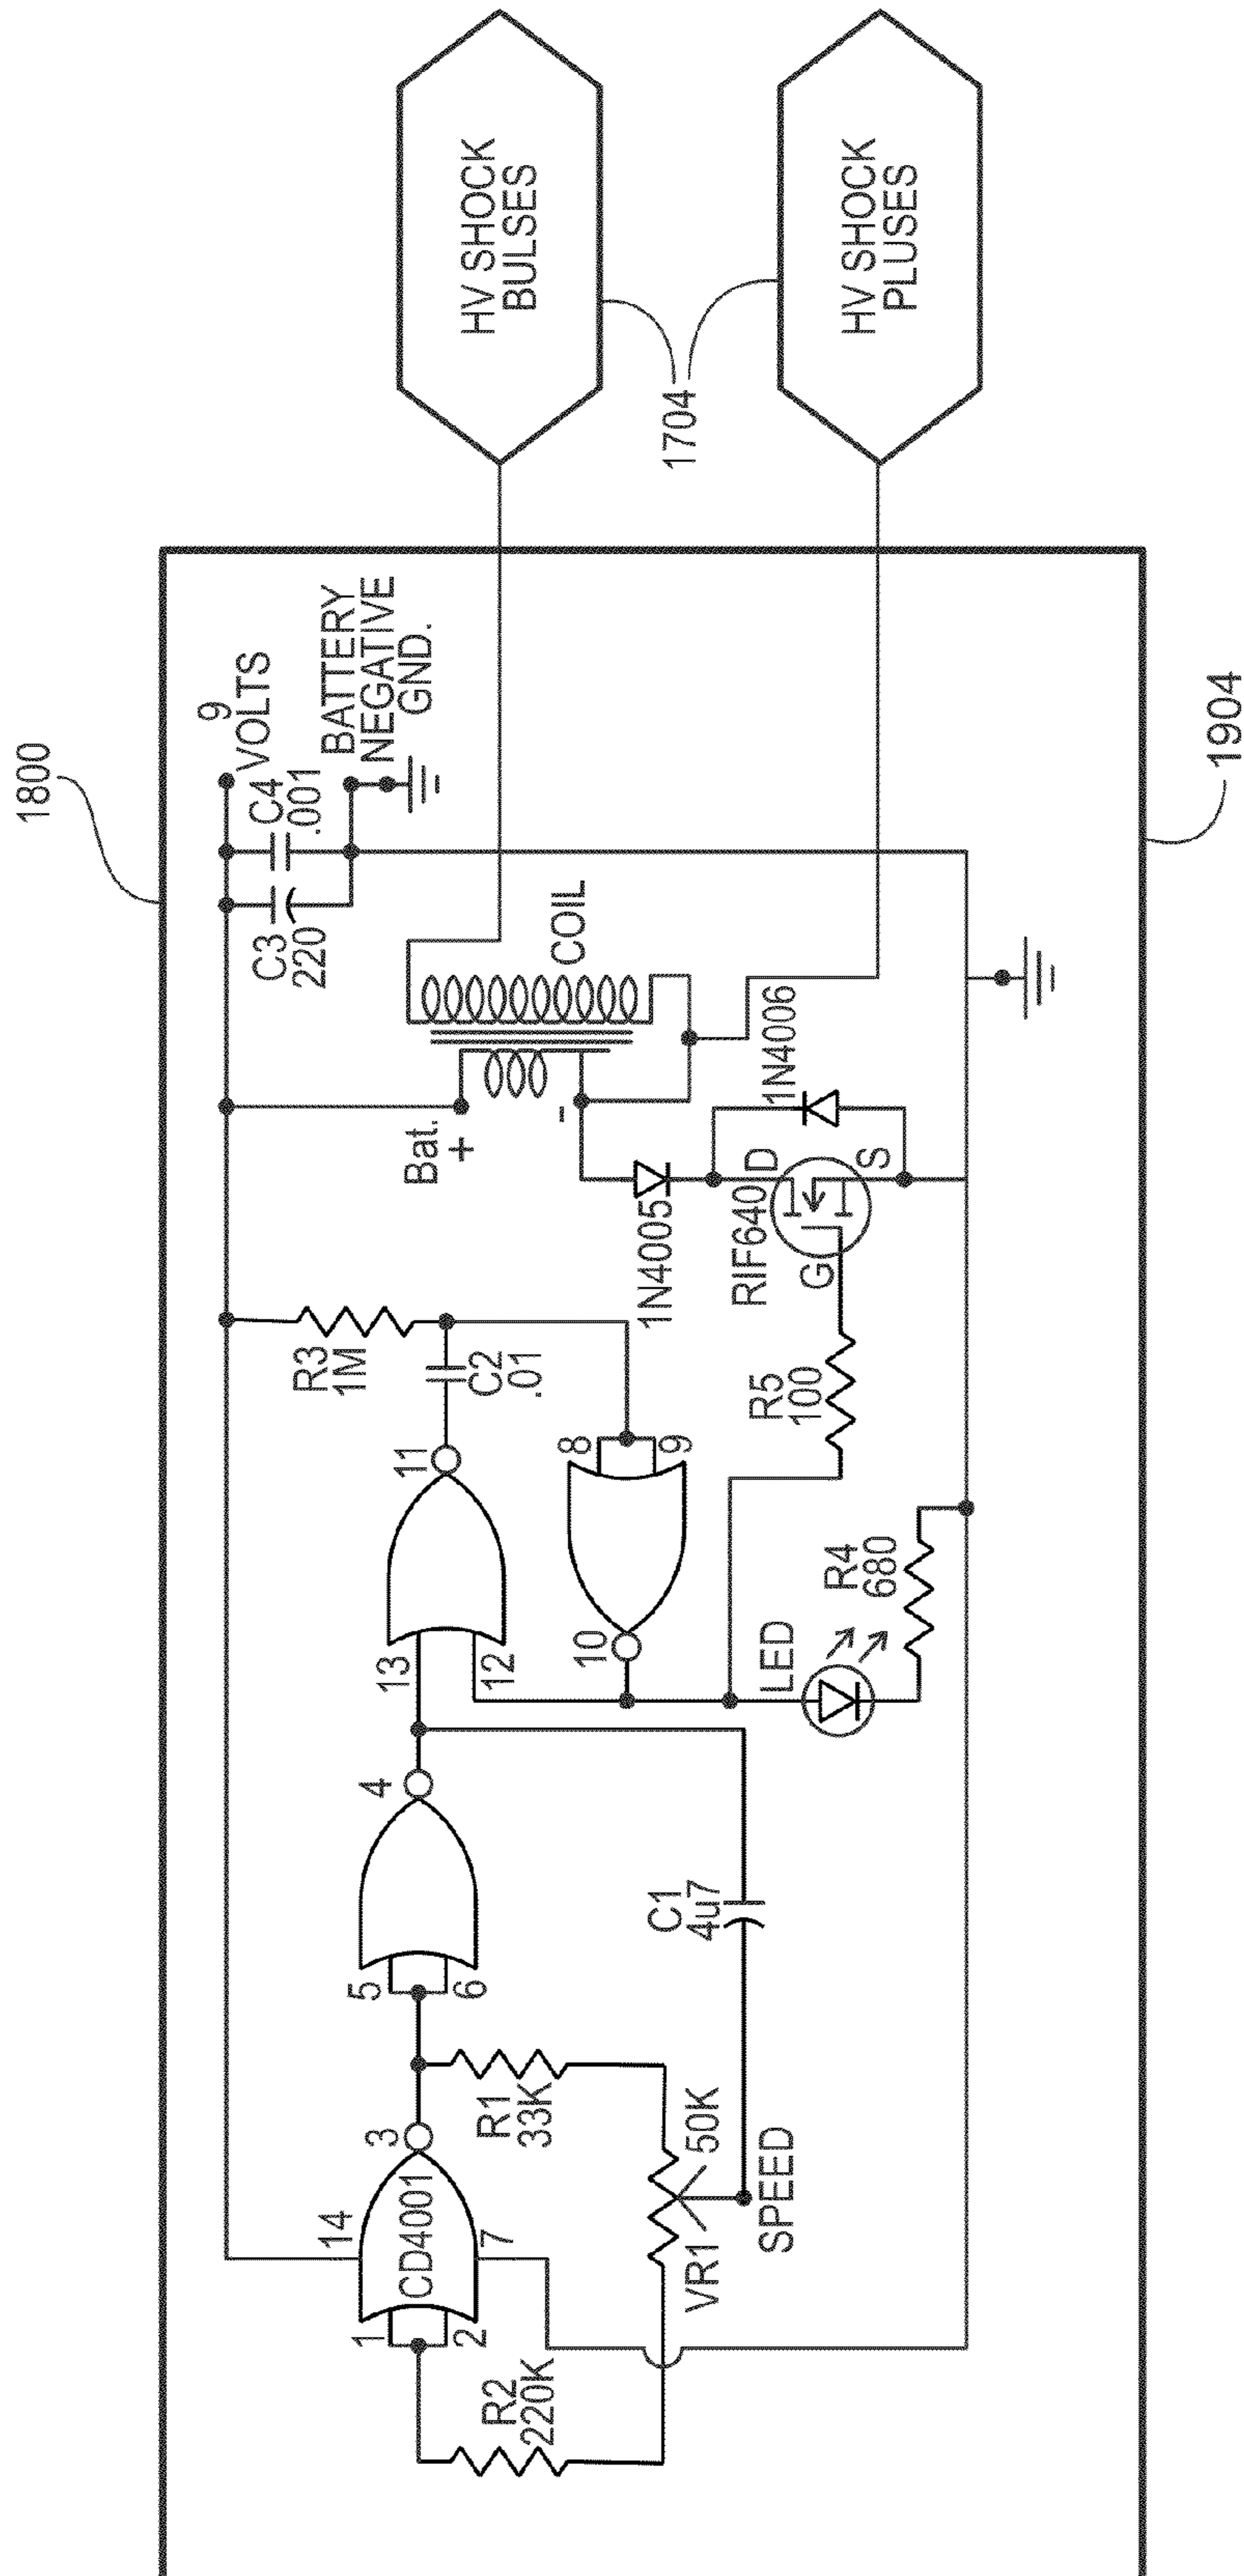 1800
1904
1704
HV SHOCK
BULSES
HV SHOCK
PLUSES
9
VOLTS
BATTERY
NEGATIVE
GND.
C4
.001
C3
220
COIL
Bat.
+
-
1N4006
1N4005
RIF640
D
S
G
R3
1M
C2
.01
11
13
12
8
9
10
R5
100
LED
R4
680
4
5
6
C1
4u7
14
CD4001
3
7
1
2
R1
33K
R2
220K
VR1
50K
SPEED